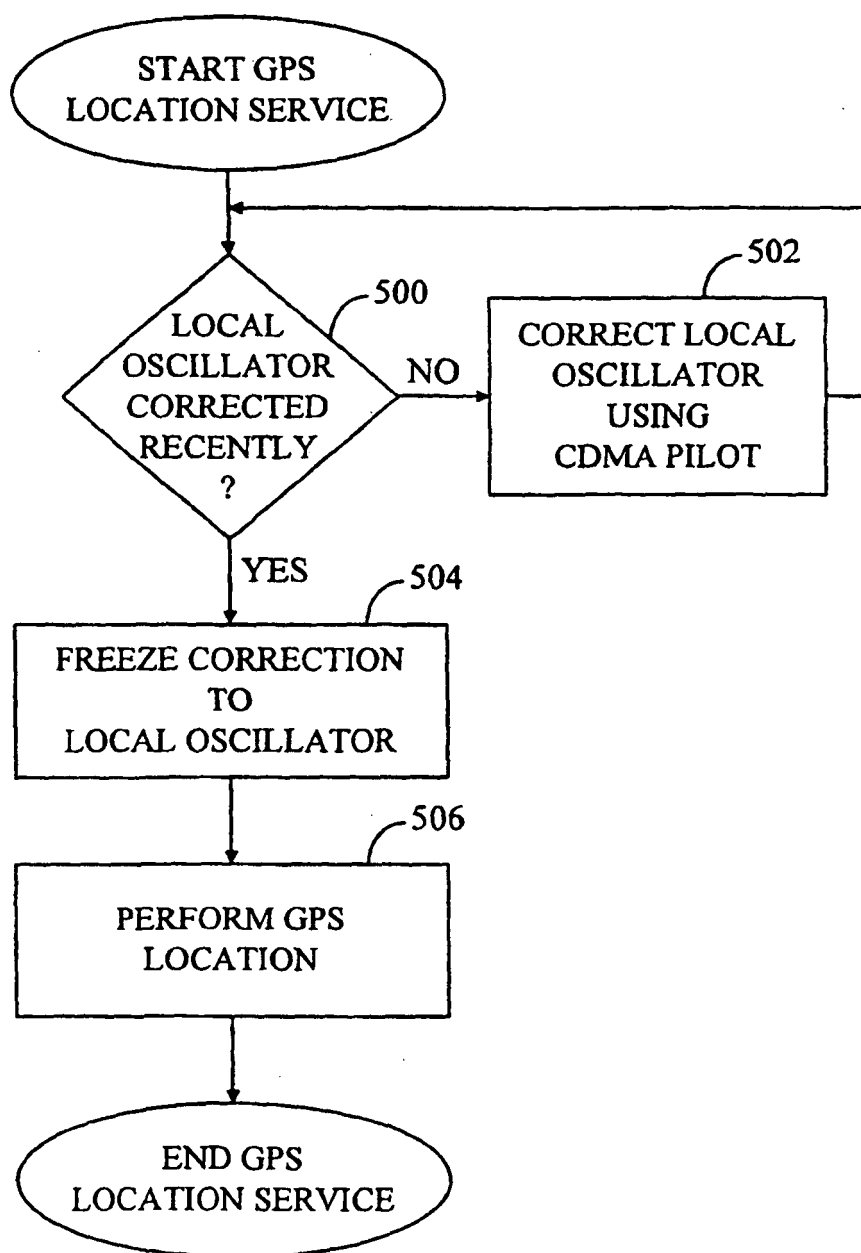 START GPS
LOCATION SERVICE
500
LOCAL
OSCILLATOR
CORRECTED
RECENTLY
?
NO
502
CORRECT LOCAL
OSCILLATOR
USING
CDMA PILOT
YES
504
FREEZE CORRECTION
TO
LOCAL OSCILLATOR
506
PERFORM GPS
LOCATION
END GPS
LOCATION SERVICE